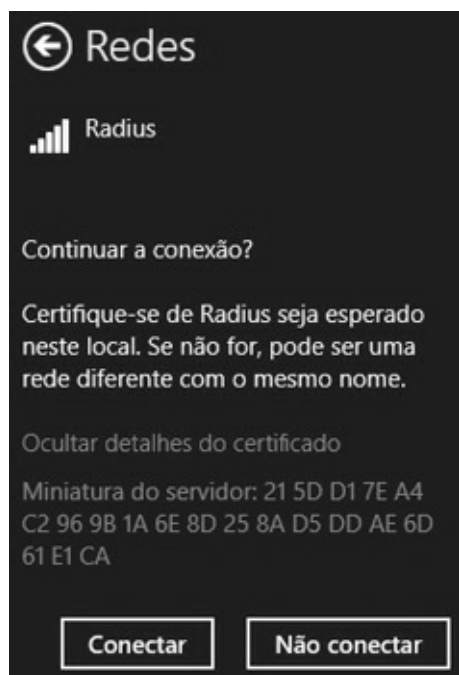 Redes
Radius
Continuar a conexão?
Certifique-se de Radius seja esperado
neste local. Se não for, pode ser uma
rede diferente com o mesmo nome.
Ocultar detalhes do certificado
Miniatura do servidor: 21 5D D1 7E A4
C2 96 9B 1A 6E 8D 25 8A D5 DD AE 6D
61 E1 CA
Conectar
Não conectar